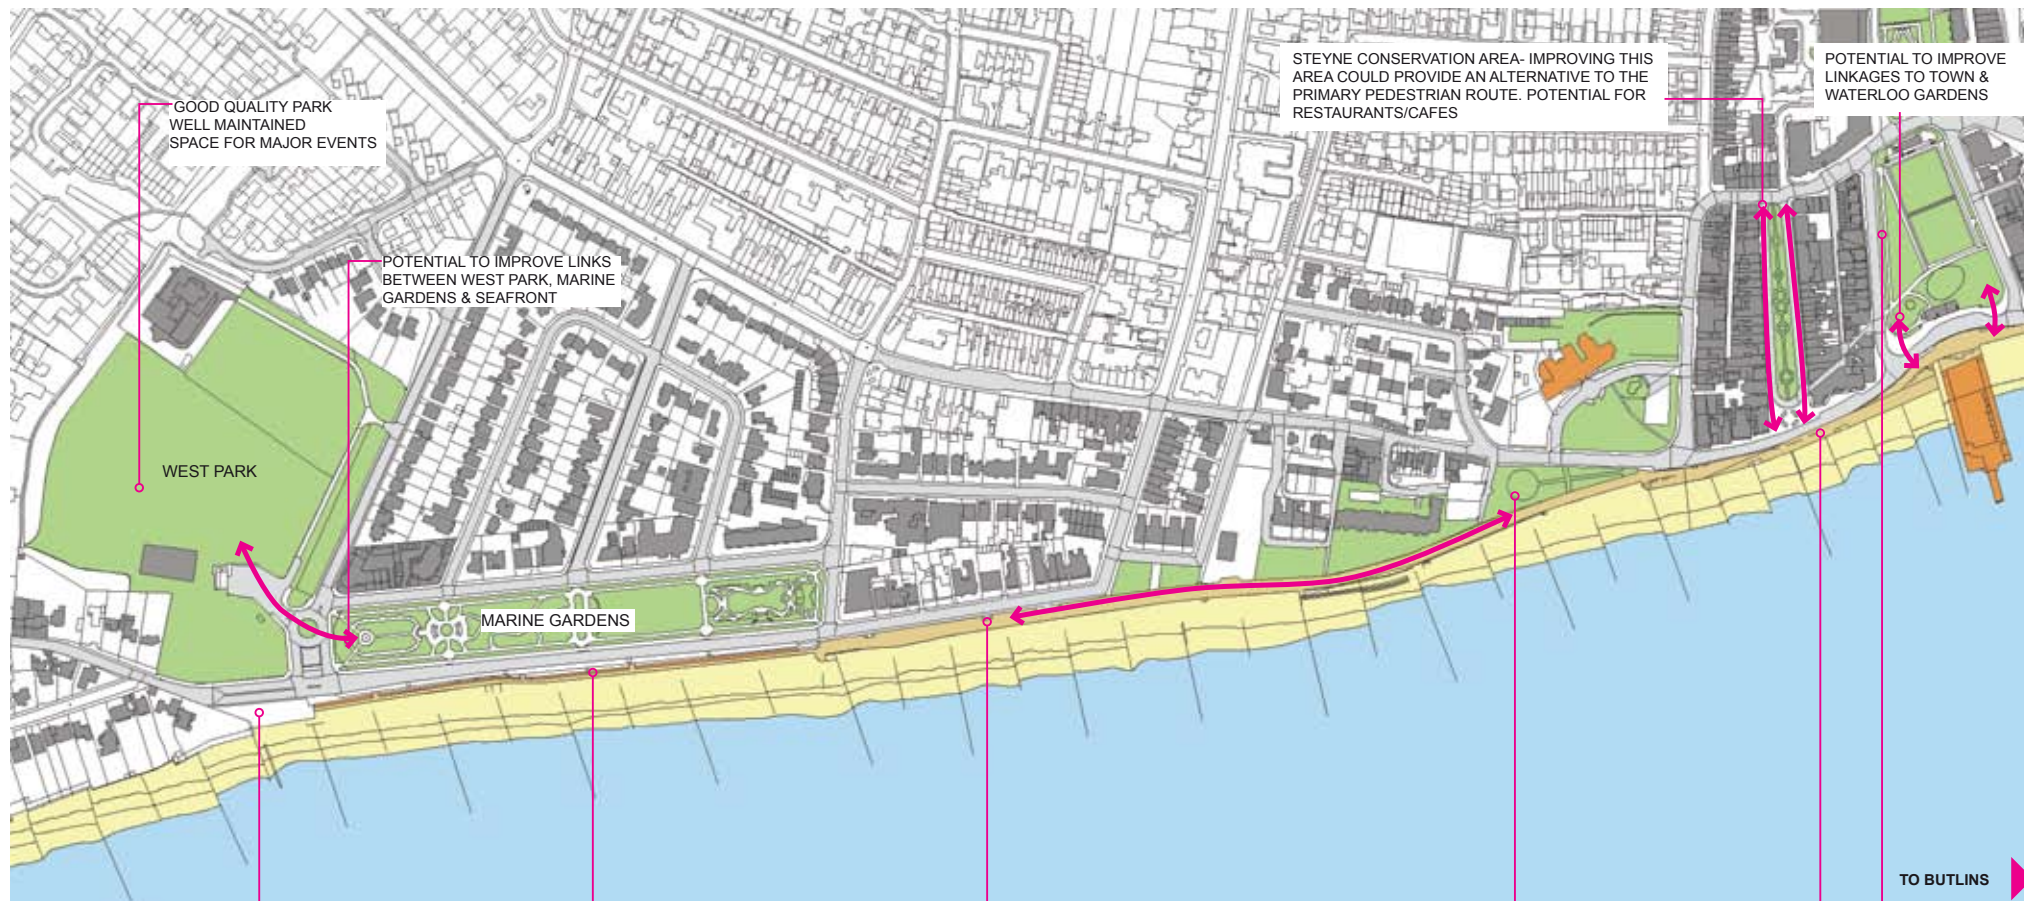 GOOD QUALITY PARK
WELL MAINTAINED
SPACE FOR MAJOR EVENTS
POTENTIAL TO IMPROVE LINKS
BETWEEN WEST PARK, MARINE
GARDENS & SEAFRONT
STEYNE CONSERVATION AREA- IMPROVING THIS
AREA COULD PROVIDE AN ALTERNATIVE TO THE
PRIMARY PEDESTRIAN ROUTE. POTENTIAL FOR
RESTAURANTS/CAFES
POTENTIAL TO IMPROVE
LINKAGES TO TOWN &
WATERLOO GARDENS
WEST PARK
MARINE GARDENS
TO BUTLINS